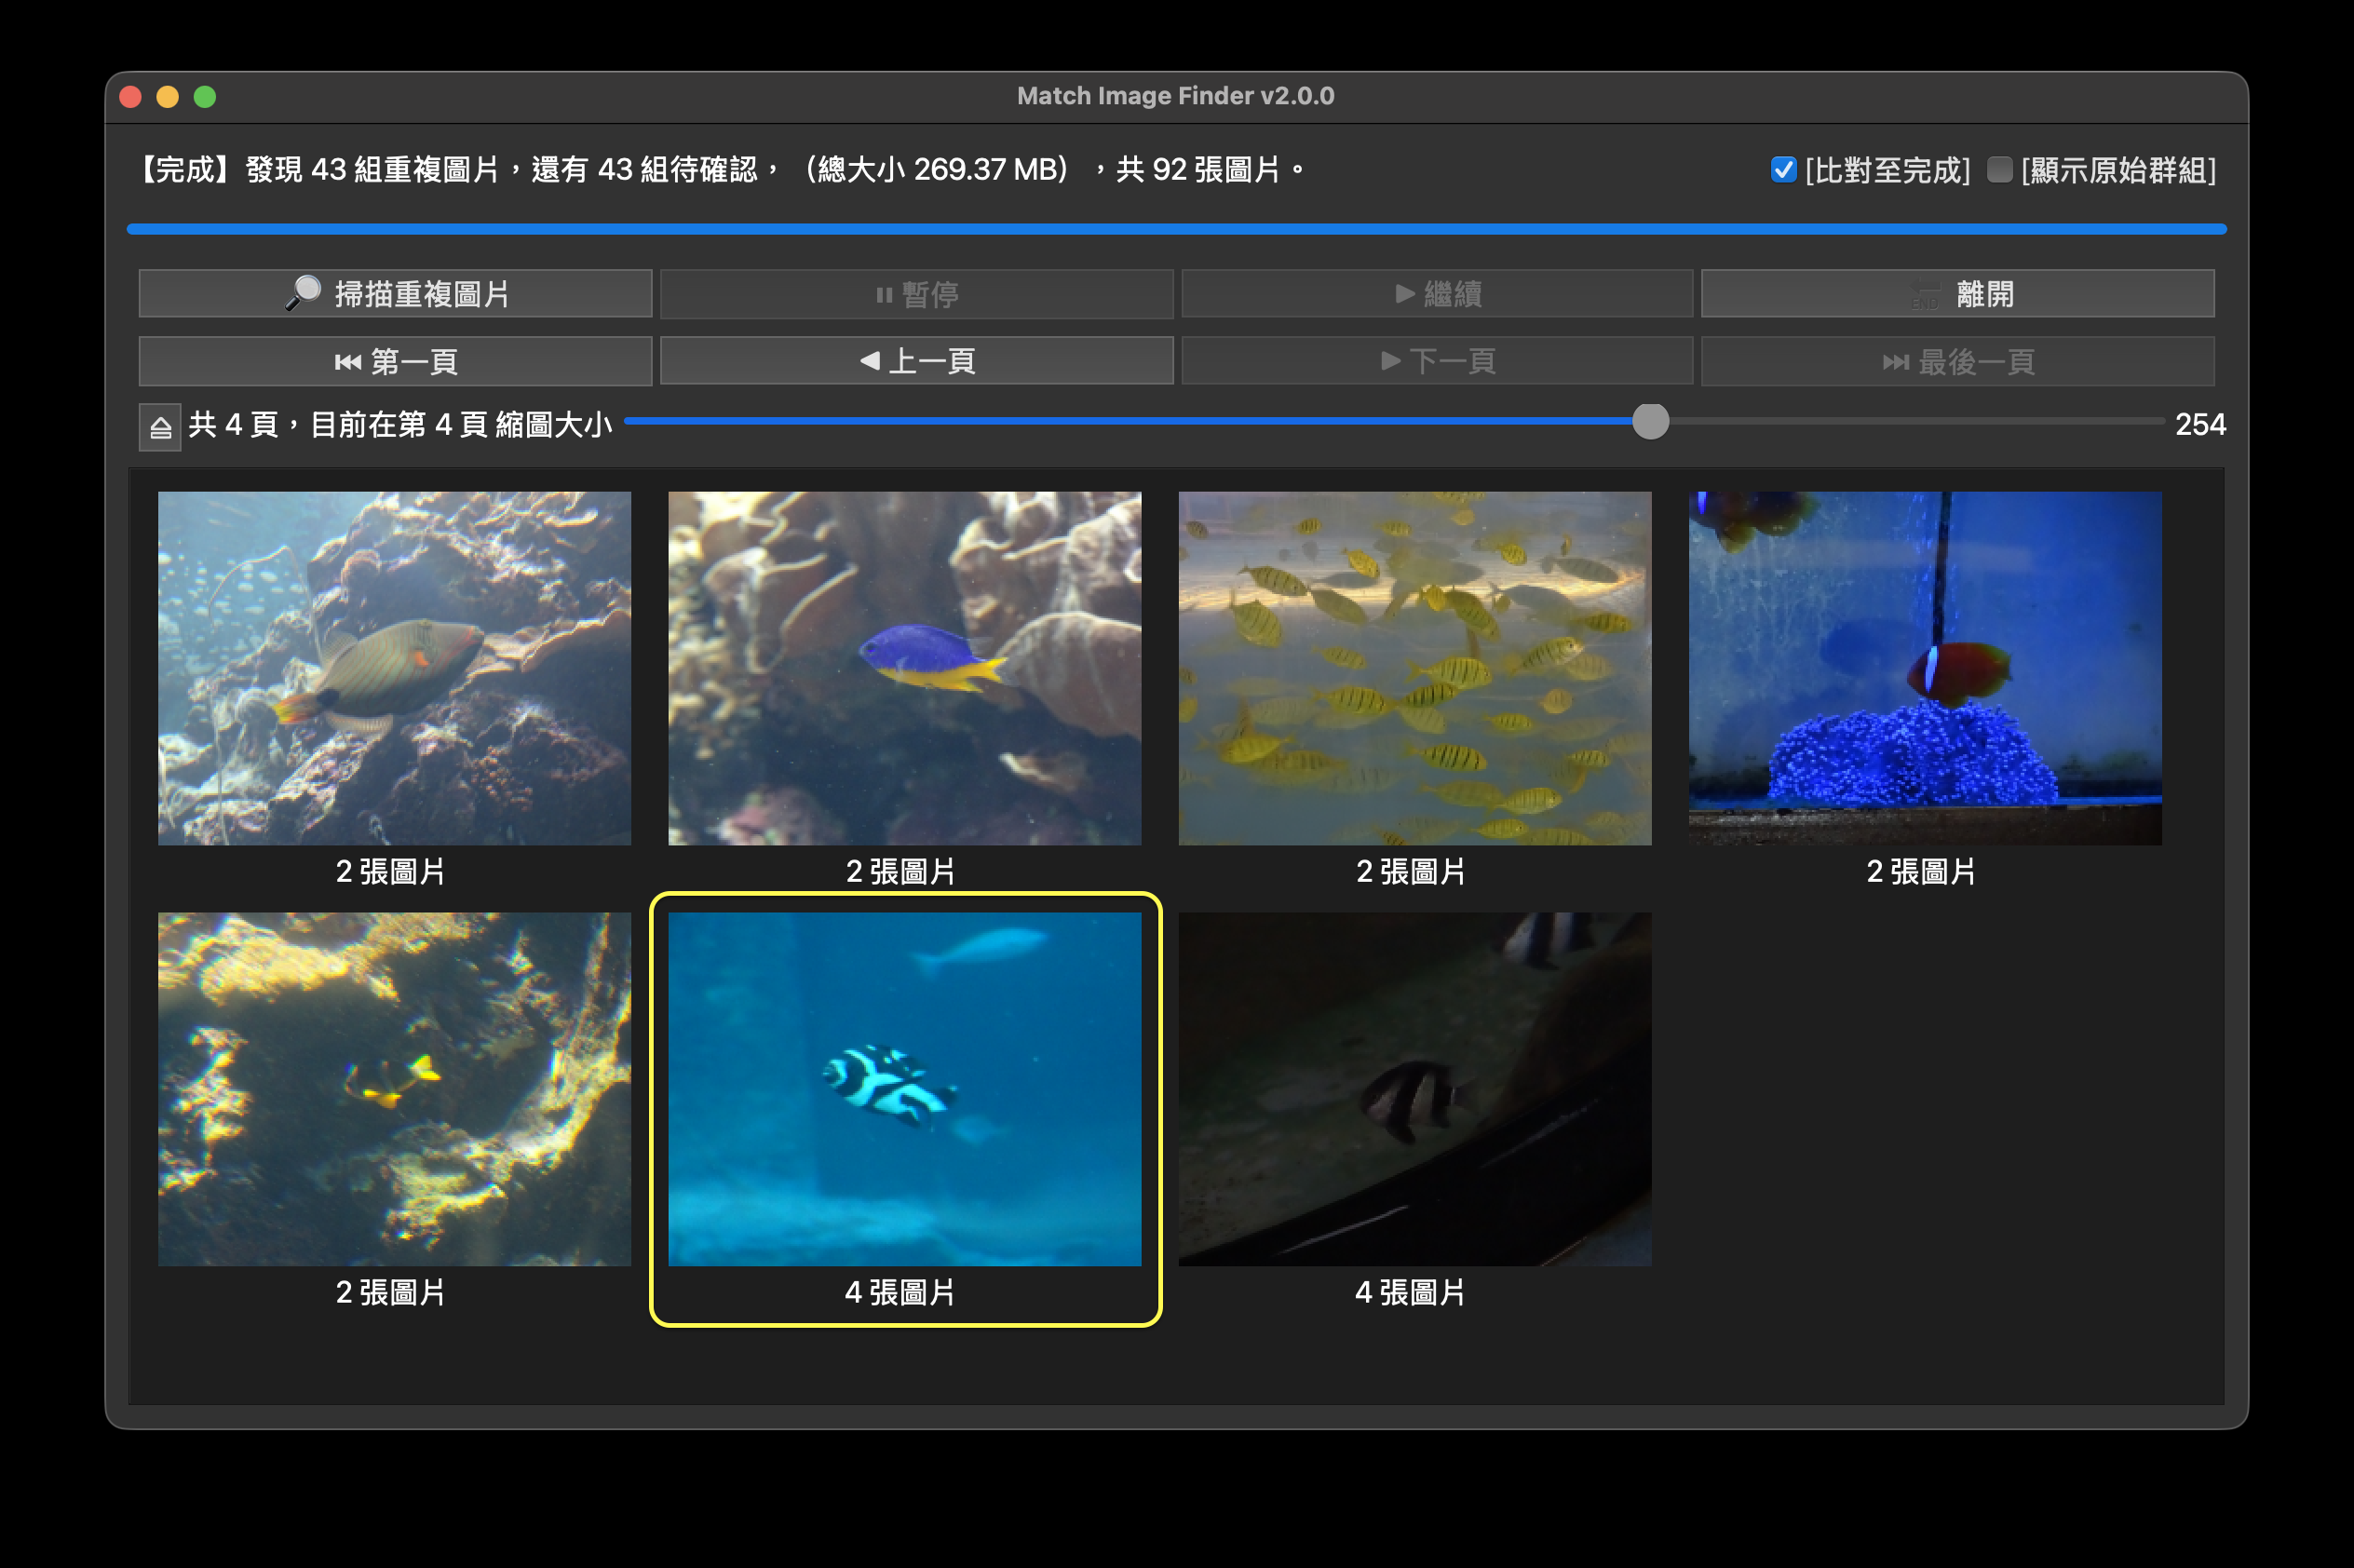 Match Image Finder v2.0.0
【完成】發現 43 組重複圖片，還有 43 組待確認，（總大小 269.37 MB），共 92 張圖片。 [比對至完成] [顯示原始群組]
掃描重複圖片 暫停 繼續 END 離開
第一頁 上一頁 下一頁 最後一頁
共 4 頁，目前在第 4 頁 縮圖大小 254
2 張圖片 2 張圖片 2 張圖片 2 張圖片
2 張圖片 4 張圖片 4 張圖片